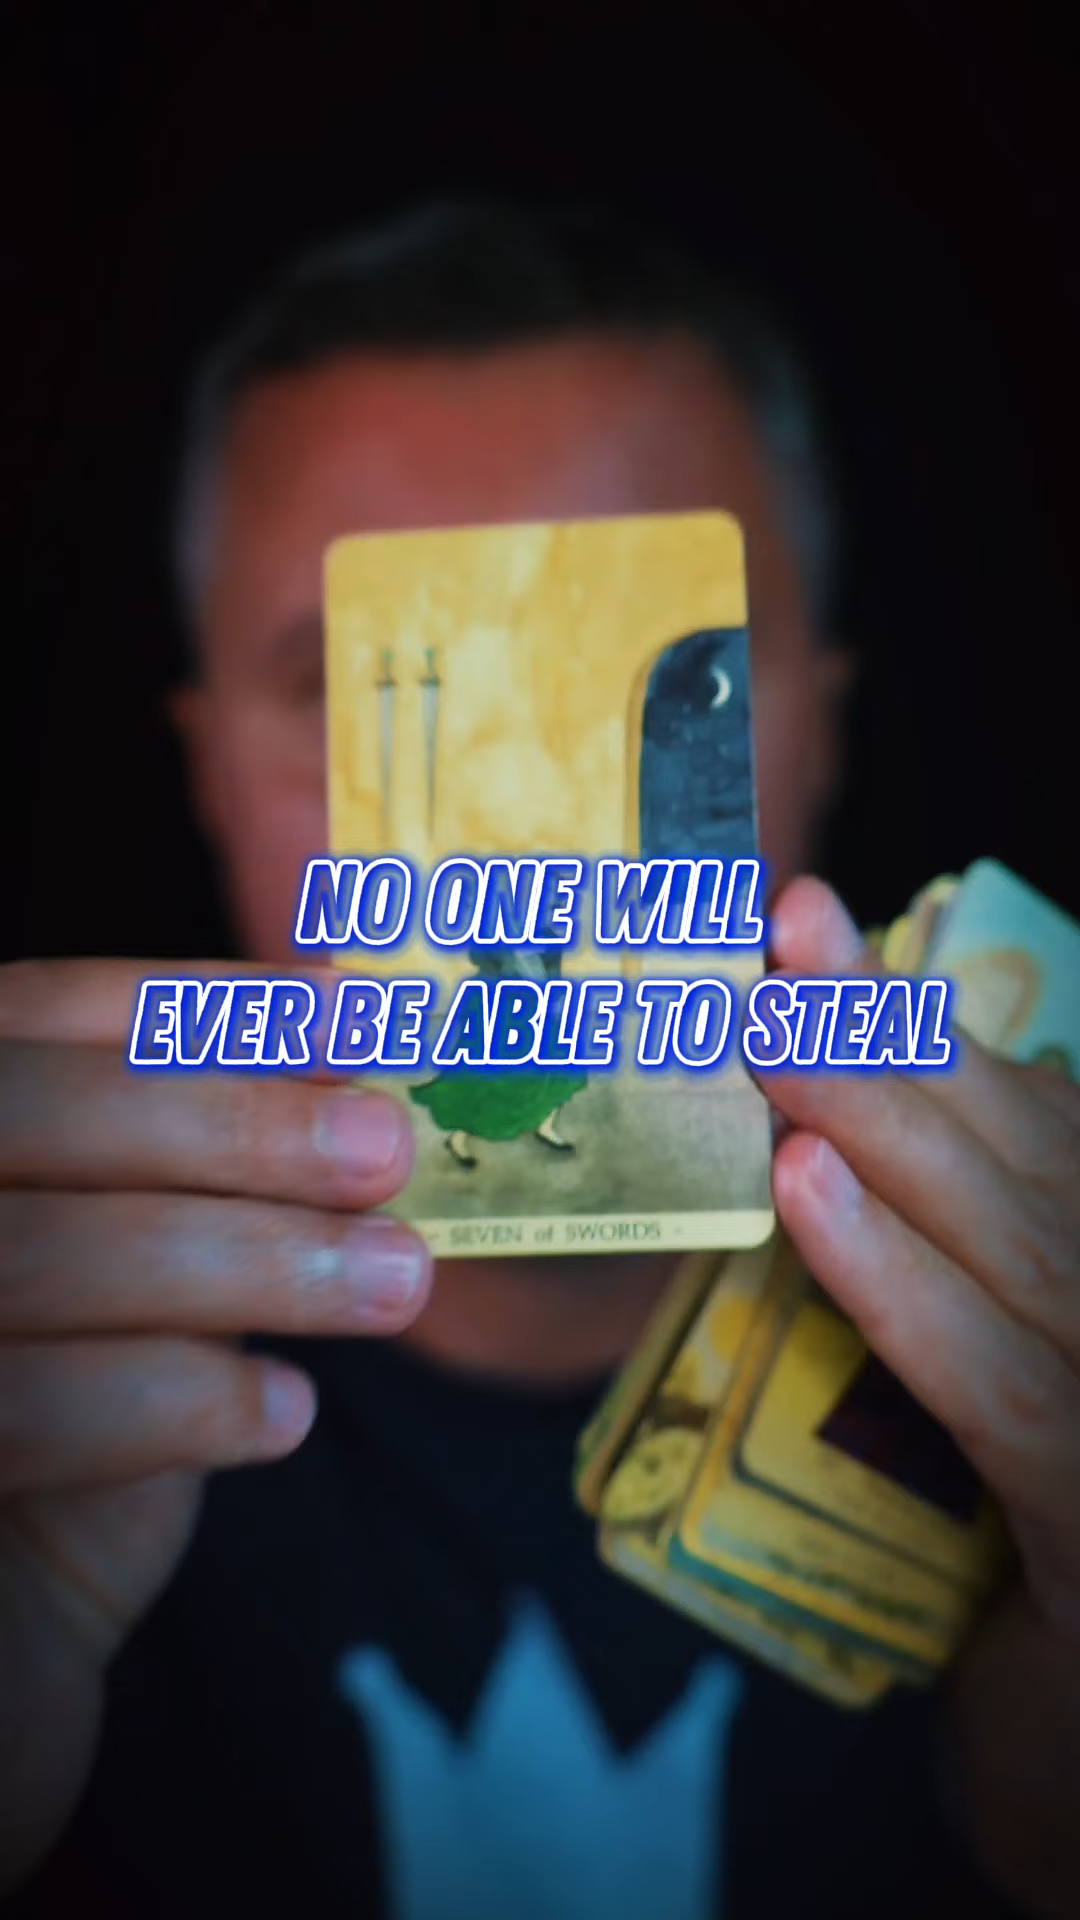 NO ONE WILL
EVER BE ABLE TO STEAL
- SEVEN of SWORDS -